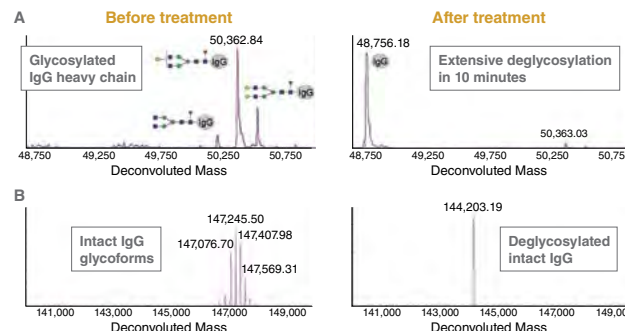 Before treatment
After treatment
A
Glycosylated
IgG heavy chain
50,362.84
IgG
IgG
IgG
48,750 49,250 49,750 50,250 50,750
Deconvoluted Mass
48,756.18
IgG
Extensive deglycosylation
in 10 minutes
50,363.03
48,750 49,250 49,750 50,250 50,75
Deconvoluted Mass
B
Intact IgG
glycoforms
147,245.50
147,076.70
147,407.98
147,569.31
141,000 143,000 145,000 147,000 149,000
Deconvoluted Mass
144,203.19
Deglycosylated
intact IgG
141,000 143,000 145,000 147,000 149,00
Deconvoluted Mass